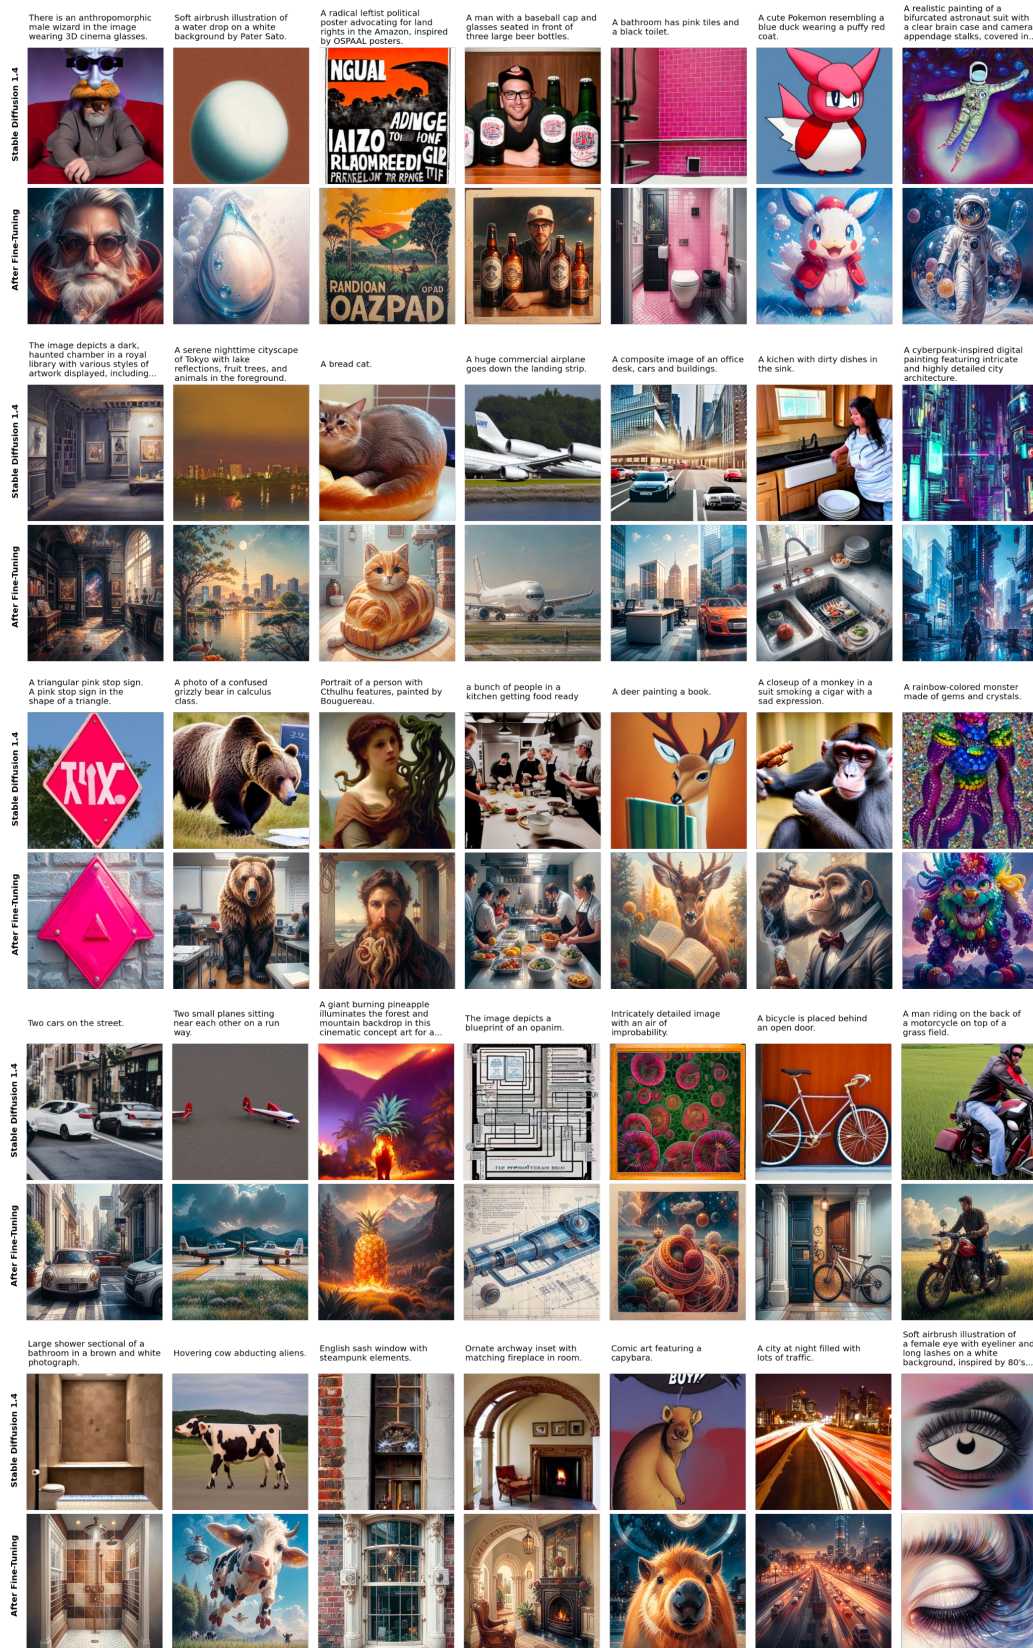 There is an anthropomorphic
male wizard in the image
wearing 3D cinema glasses.
Soft airbrush illustration of
a water drop on a white
background by Pater Sato.
A radical leftist political
poster advocating for land
rights in the Amazon, inspired
by OSPAAL posters.
A man with a baseball cap and
glasses seated in front of
three large beer bottles.
A bathroom has pink tiles and
a black toilet.
A cute Pokemon resembling a
blue duck wearing a puffy red
coat.
A realistic painting of a
bifurcated astronaut suit with
a clear brain case and camera
appendage stalks, covered in...
Stable Diffusion 1.4
NGUAL
ADNGE
IAIZO
TO
After Fine-Tuning
RANDIOAN
OPAD
OAZPAD
The image depicts a dark,
haunted chamber in a royal
library with various styles of
artwork displayed, including...
A serene nighttime cityscape
of Tokyo with lake
reflections, fruit trees, and
animals in the foreground.
A bread cat.
A huge commercial airplane
goes down the landing strip.
A composite image of an office
desk, cars and buildings.
A kichen with dirty dishes in
the sink.
A cyberpunk-inspired digital
painting featuring intricate
and highly detailed city
architecture.
Stable Diffusion 1.4
After Fine-Tuning
A triangular pink stop sign.
A pink stop sign in the
shape of a triangle.
A photo of a confused
grizzly bear in calculus
class.
Portrait of a person with
Cthulhu features, painted by
Bouguereau.
a bunch of people in a
kitchen getting food ready
A deer painting a book.
A closeup of a monkey in a
suit smoking a cigar with a
sad expression.
A rainbow-colored monster
made of gems and crystals.
Stable Diffusion 1.4
After Fine-Tuning
Two cars on the street.
Two small planes sitting
near each other on a run
way.
A giant burning pineapple
illuminates the forest and
mountain backdrop in this
cinematic concept art for a...
The image depicts a
blueprint of an opanim.
Intricately detailed image
with an air of
improbability.
A bicycle is placed behind
an open door.
A man riding on the back of
a motorcycle on top of a
grass field.
Stable Diffusion 1.4
After Fine-Tuning
Large shower sectional of a
bathroom in a brown and white
photograph.
Hovering cow abducting aliens.
English sash window with
steampunk elements.
Ornate archway inset with
matching fireplace in room.
Comic art featuring a
capybara.
A city at night filled with
lots of traffic.
Soft airbrush illustration of
a female eye with eyeliner and
long lashes on a white
background, inspired by 80's...
Stable Diffusion 1.4
After Fine-Tuning